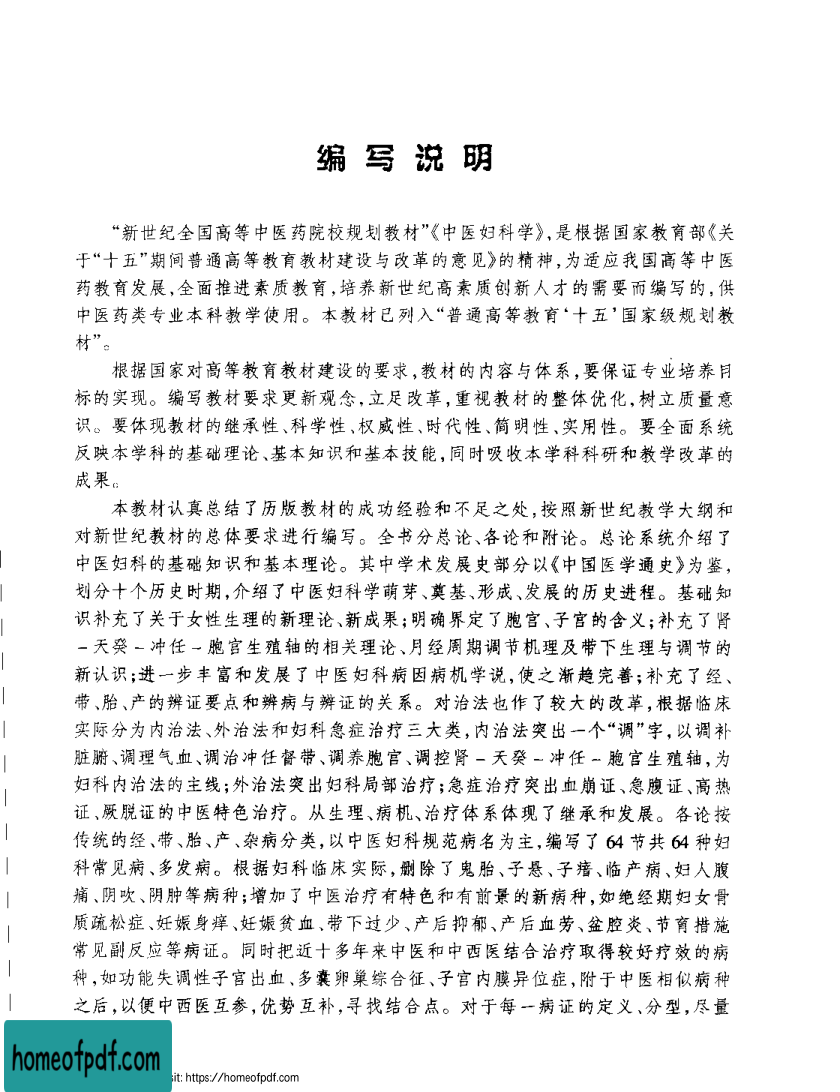 编写说明
“新世纪全国高等中医药院校规划教材”《中医妇科学》,是根据国家教育部《关
于“十五”期间普通高等教育教材建设与改革的意见》的精神,为适应我国高等中医
药教育发展,全面推进素质教育,培养新世纪高素质创新人才的需要而编写的,供
中医药类专业本科教学使用。本教材已列入“普通高等教育‘十五’国家级规划教
材”。
根据国家对高等教育教材建设的要求,教材的内容与体系,要保证专业培养目
标的实现。编写教材要求更新观念,立足改革,重视教材的整体优化,树立质量意
识。要体现教材的继承性、科学性、权威性、时代性、简明性、实用性。要全面系统
反映本学科的基础理论、基本知识和基本技能,同时吸收本学科科研和教学改革的
成果。
本教材认真总结了历版教材的成功经验和不足之处,按照新世纪教学大纲和
对新世纪教材的总体要求进行编写。全书分总论、各论和附论。总论系统介绍了
中医妇科的基础知识和基本理论。其中学术发展史部分以《中国医学通史》为鉴,
划分十个历史时期,介绍了中医妇科学萌芽、奠基、形成、发展的历史进程。基础知
识补充了关于女性生理的新理论、新成果;明确界定了胞宫、子宫的含义;补充了肾
－天癸－冲任－胞宫生殖轴的相关理论、月经周期调节机理及带下生理与调节的
新认识;进一步丰富和发展了中医妇科病因病机学说,使之渐趋完善;补充了经、
带、胎、产的辨证要点和辨病与辨证的关系。对治法也作了较大的改革,根据临床
实际分为内治法、外治法和妇科急症治疗三大类,内治法突出一个“调”字,以调补
脏腑、调理气血、调治冲任督带、调养胞宫、调控肾－天癸－冲任－胞宫生殖轴,为
妇科内治法的主线;外治法突出妇科局部治疗;急症治疗突出血崩证、急腹证、高热
证、厥脱证的中医特色治疗。从生理、病机、治疗体系体现了继承和发展。各论按
传统的经、带、胎、产、杂病分类,以中医妇科规范病名为主,编写了 64 节共 64 种妇
科常见病、多发病。根据妇科临床实际,删除了鬼胎、子悬、子瘖、临产病、妇人腹
痛、阴吹、阴肿等病种;增加了中医治疗有特色和有前景的新病种,如绝经期妇女骨
质疏松症、妊娠身痒、妊娠贫血、带下过少、产后抑郁、产后血劳、盆腔炎、节育措施
常见副反应等病证。同时把近十多年来中医和中西医结合治疗取得较好疗效的病
种,如功能失调性子宫出血、多囊卵巢综合征、子宫内膜异位症,附于中医相似病种
之后,以便中西医互参,优势互补,寻找结合点。对于每一病证的定义、分型,尽量
homeofpdf.com
sit: https://homeofpdf.com